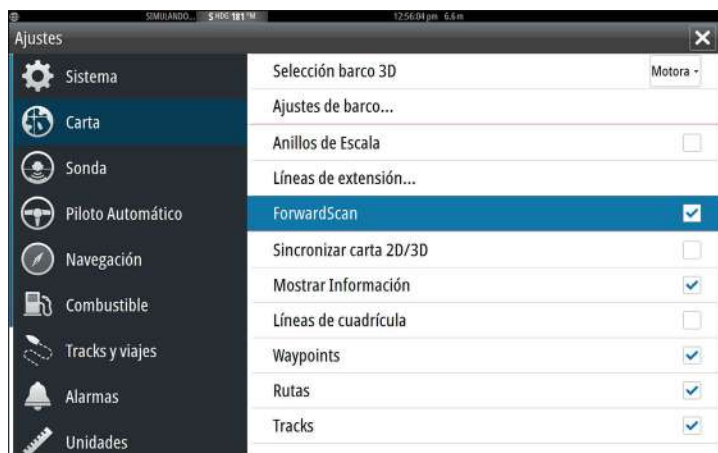 SIMULANDO... S HDG 181 °M 12:56:04 pm 6.6 m
Ajustes
Sistema
Carta
Sonda
Piloto Automático
Navegación
Combustible
Tracks y viajes
Alarmas
Unidades
Selección barco 3D Motora
Ajustes de barco...
Anillos de Escala
Líneas de extensión...
ForwardScan
Sincronizar carta 2D/3D
Mostrar Información
Líneas de cuadrícula
Waypoints
Rutas
Tracks